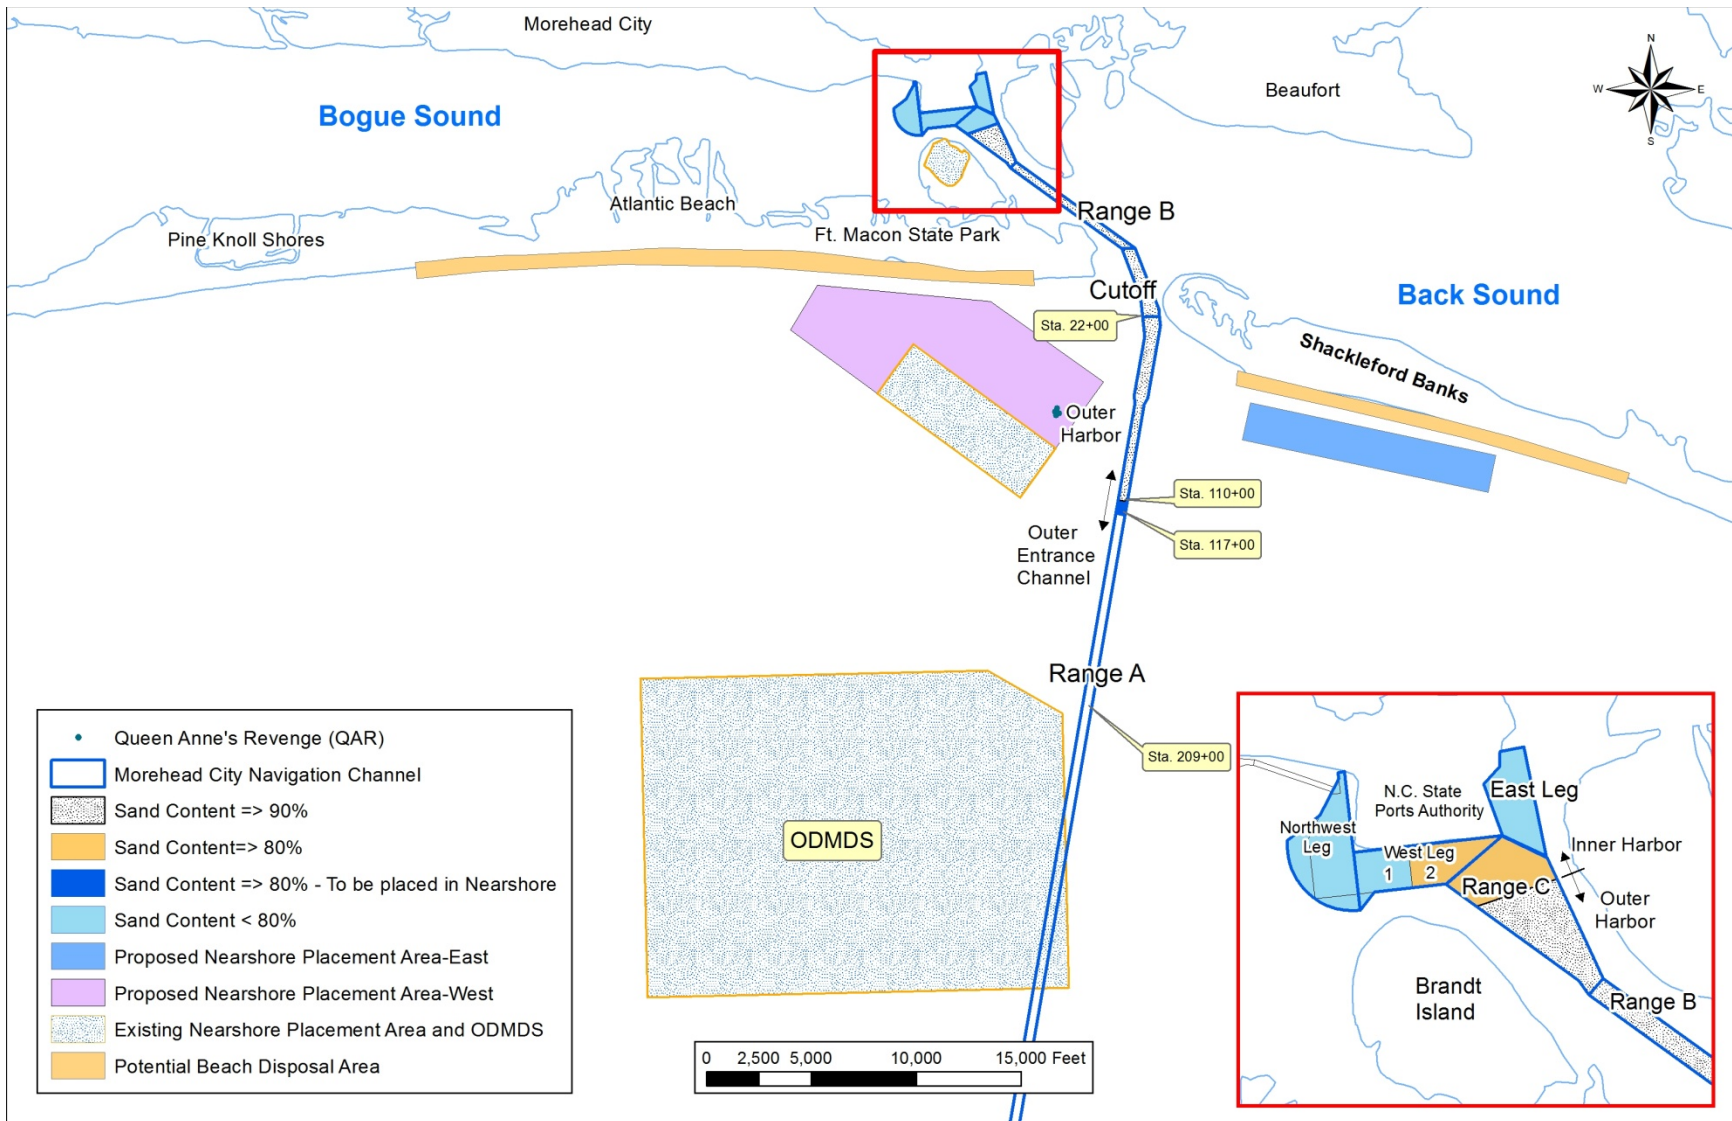 Morehead City
Bogue Sound
Beaufort
N
W
E
S
Atlantic Beach
Pine Knoll Shores
Ft. Macon State Park
Range B
Cutoff
Back Sound
Sta. 22+00
Shackleford Banks
Outer
Harbor
Sta. 110+00
Outer
Entrance
Channel
Sta. 117+00
Range A
Sta. 209+00
ODMDS
Queen Anne's Revenge (QAR)
Morehead City Navigation Channel
Sand Content => 90%
Sand Content=> 80%
Sand Content => 80% - To be placed in Nearshore
Sand Content < 80%
Proposed Nearshore Placement Area-East
Proposed Nearshore Placement Area-West
Existing Nearshore Placement Area and ODMDS
Potential Beach Disposal Area
0 2,500 5,000 10,000 15,000 Feet
N.C. State
Ports Authority
East Leg
Northwest
Leg
West Leg
1 2
Inner Harbor
Range C
Outer
Harbor
Brandt
Island
Range B